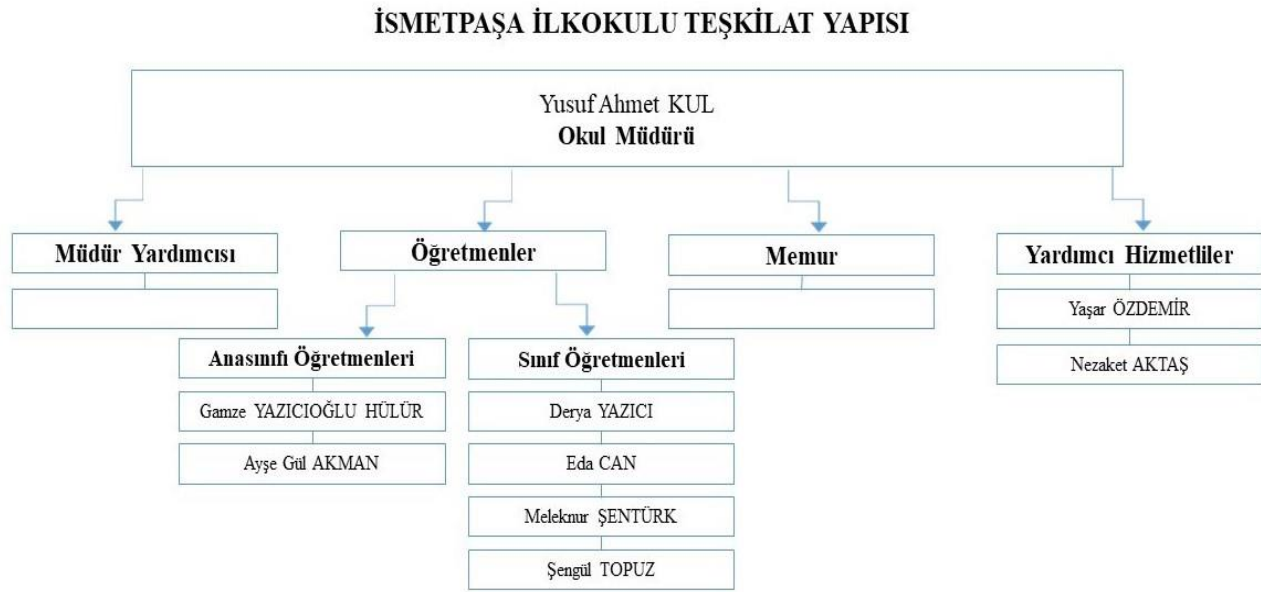 İSMETPAŞA İLKOKULU TEŞKİLAT YAPISI
Yusuf Ahmet KUL
Okul Müdürü
Müdür Yardımcısı
Öğretmenler
Memur
Yardımcı Hizmetliler
Yaşar ÖZDEMİR
Nezaket AKTAŞ
Anasınıfı Öğretmenleri
Gamze YAZICIOĞLU HÜLÜR
Ayşe Gül AKMAN
Sınıf Öğretmenleri
Derya YAZICI
Eda CAN
Meleknur ŞENTÜRK
Şengül TOPUZ